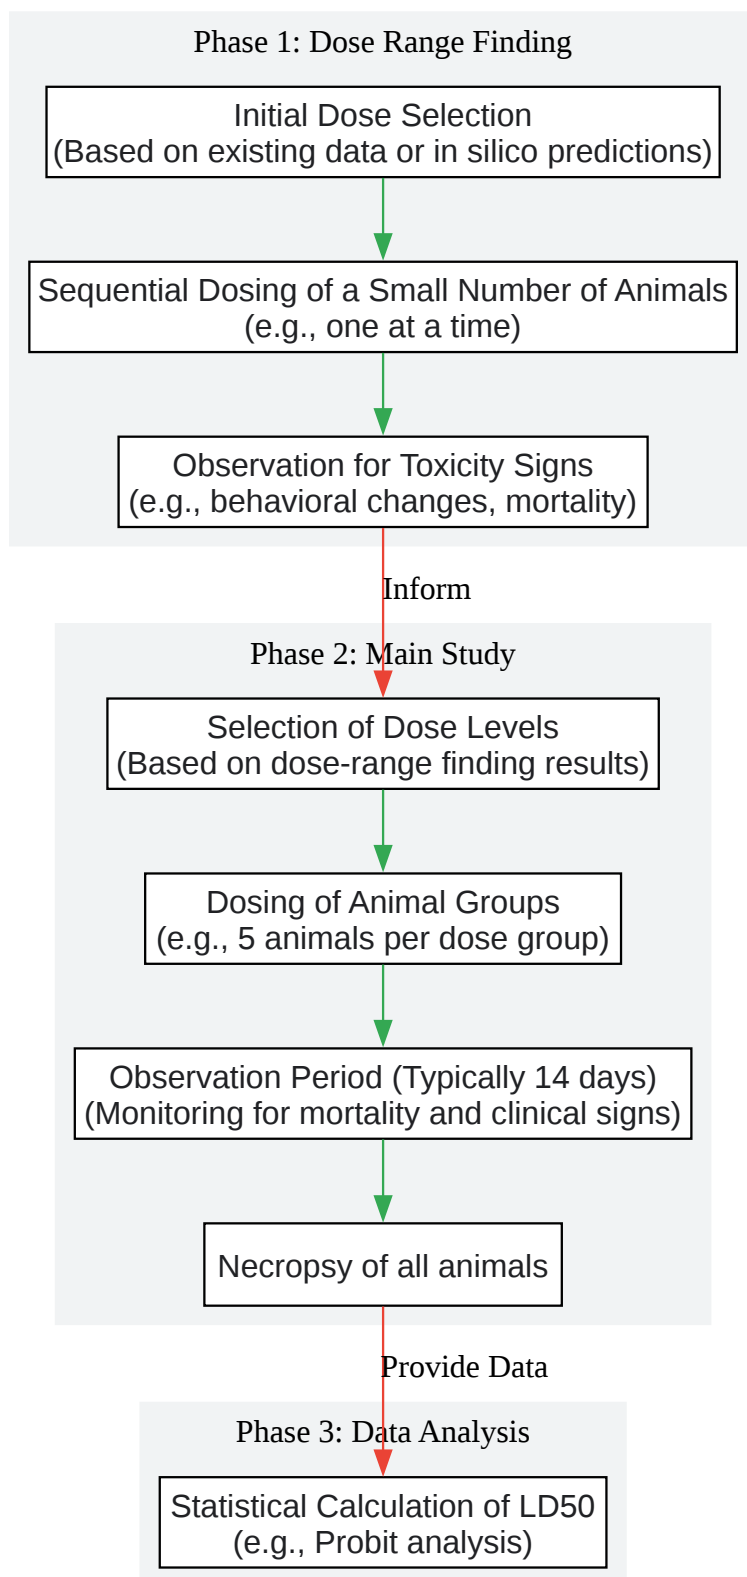 Phase 1: Dose Range Finding
Initial Dose Selection
(Based on existing data or in silico predictions)
Sequential Dosing of a Small Number of Animals
(e.g., one at a time)
Observation for Toxicity Signs
(e.g., behavioral changes, mortality)
Inform
Phase 2: Main Study
Selection of Dose Levels
(Based on dose-range finding results)
Dosing of Animal Groups
(e.g., 5 animals per dose group)
Observation Period (Typically 14 days)
(Monitoring for mortality and clinical signs)
Necropsy of all animals
Provide Data
Phase 3: Data Analysis
Statistical Calculation of LD50
(e.g., Probit analysis)